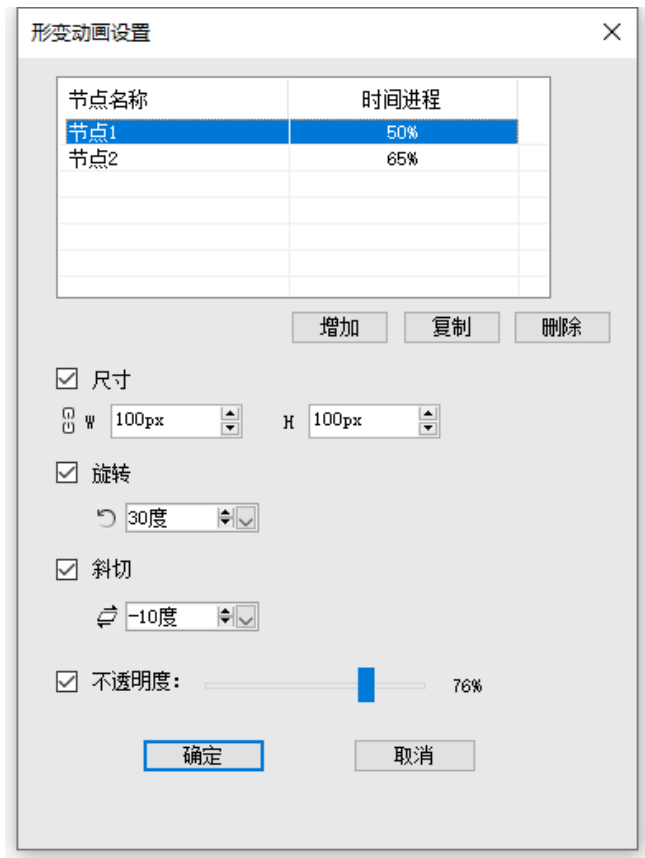 形变动画设置
节点名称 时间进程
节点1 50%
节点2 65%
增加 复制 删除
尺寸
W 100px H 100px
旋转
30度
斜切
-10度
不透明度: 76%
确定 取消